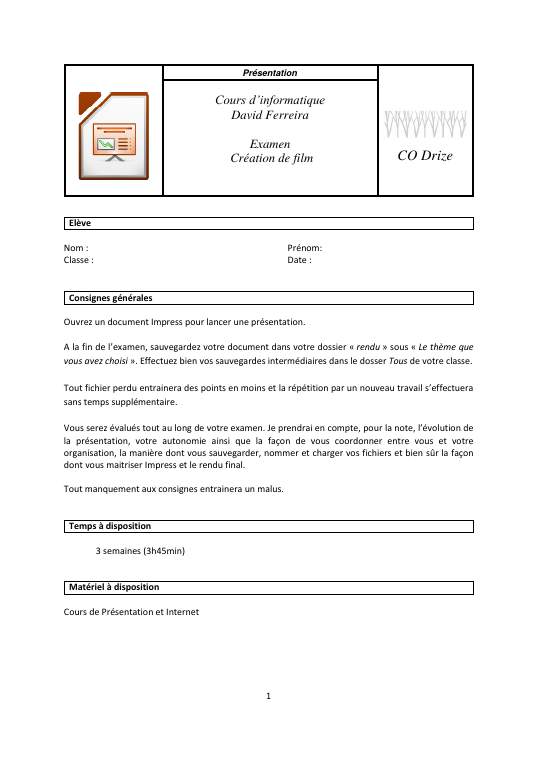 Présentation
Cours d'informatique
David Ferreira
Examen
Création de film
CO Drize
Elève
Nom :
Prénom:
Classe :
Date :
Consignes générales
Ouvrez un document Impress pour lancer une présentation.
A la fin de l'examen, sauvegardez votre document dans votre dossier « rendu » sous « Le thème que
vous avez choisi ». Effectuez bien vos sauvegardes intermédiaires dans le dosser Tous de votre classe.
Tout fichier perdu entrainera des points en moins et la répétition par un nouveau travail s'effectuera
sans temps supplémentaire.
Vous serez évalués tout au long de votre examen. Je prendrai en compte, pour la note, l'évolution de
la présentation, votre autonomie ainsi que la façon de vous coordonner entre vous et votre
organisation, la manière dont vous sauvegarder, nommer et charger vos fichiers et bien sûr la façon
dont vous maitriser Impress et le rendu final.
Tout manquement aux consignes entrainera un malus.
Temps à disposition
3 semaines (3h45min)
Matériel à disposition
Cours de Présentation et Internet
1